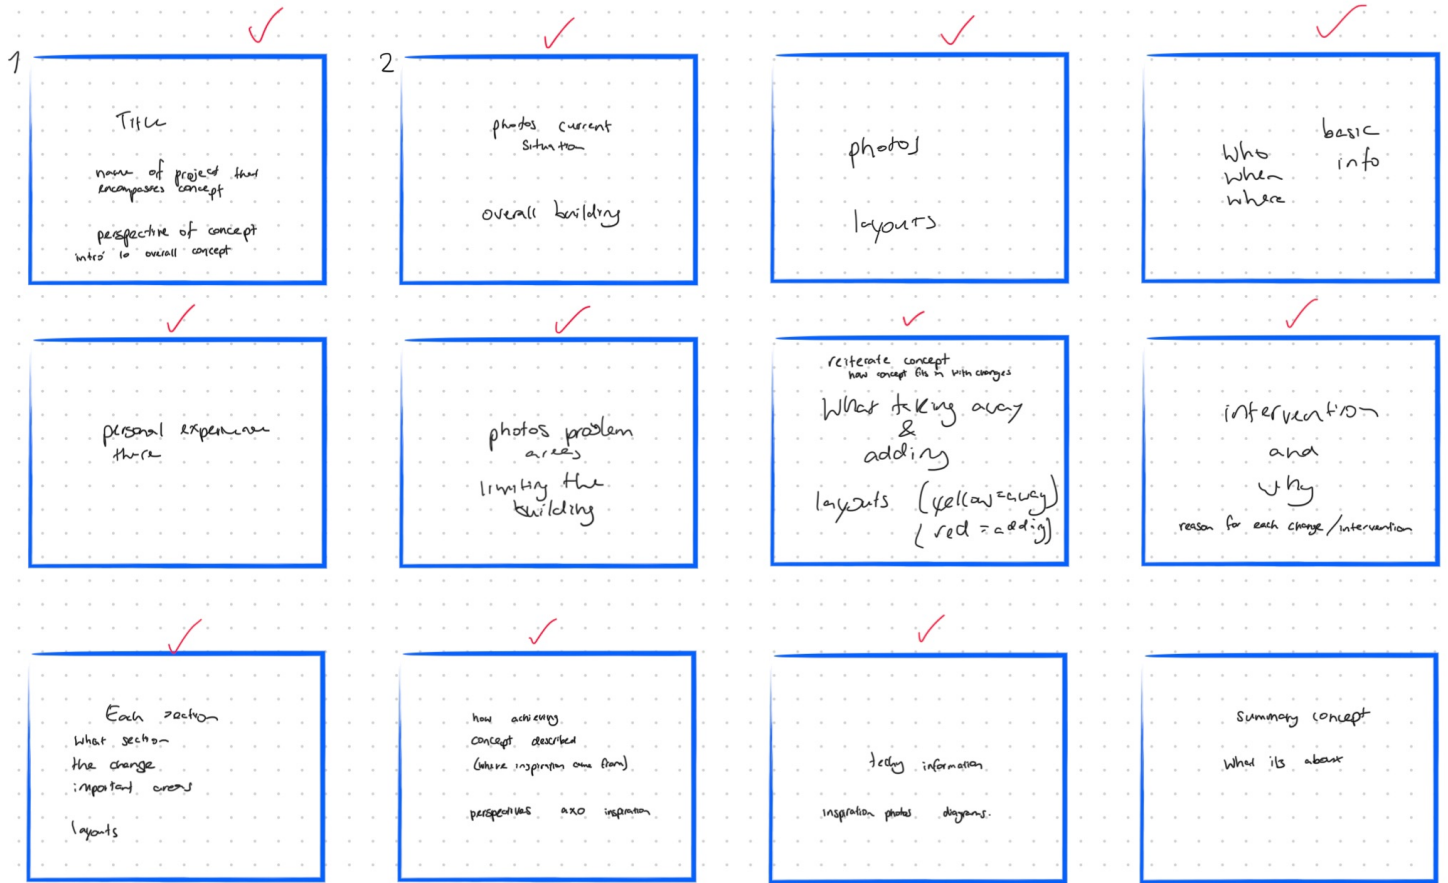 1
Title
name of project that
encompasses concept
perspective of concept
intro to overall concept
2
photos current
situation
overall building
photos
layouts
who
when
where
basic
info
personal experience
there
photos problem
areas
limiting the
building
reiterate concept
how concept fits in with changes
What taking away
&
adding
layouts (yellow=away)
(red = adding)
intervention
and
why
reason for each change/intervention
Each section
What section
the change
important areas
layouts
how achieving
concept described
(where inspiration came from)
perspectives axo inspiration
techy information
inspiration photos diagrams.
summary concept
What its about